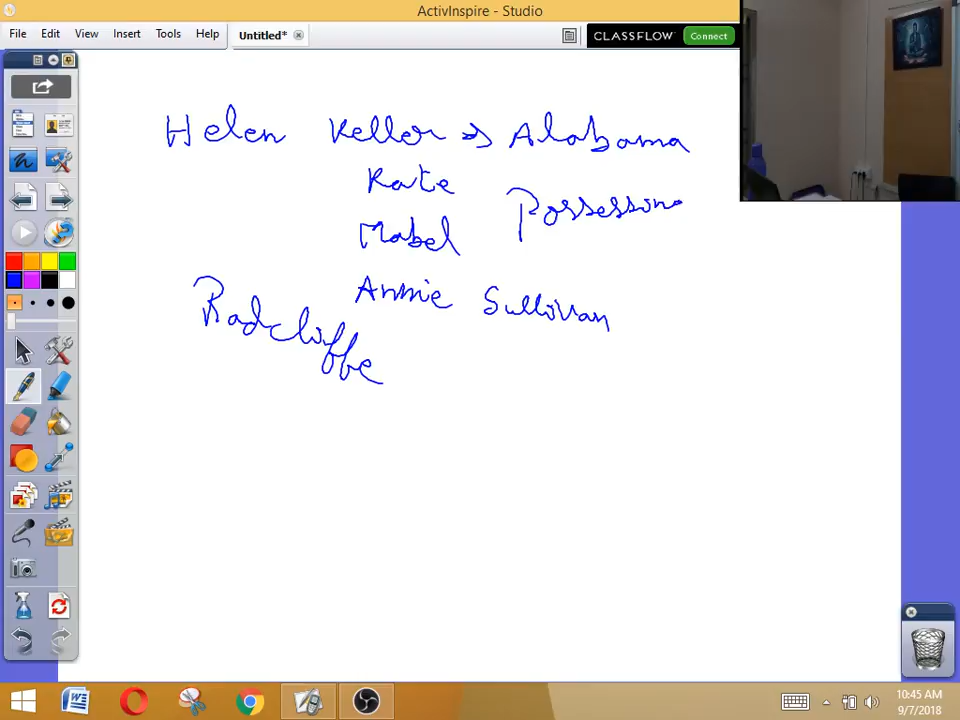 ActivInspire - Studio
File Edit View Insert Tools Help Untitled* CLASSFLOW Connect
Helen Keller → Alabama
Kate
Possessing
Mabel
Annie Sullivan
Radcliffe
10:45 AM
9/7/2018